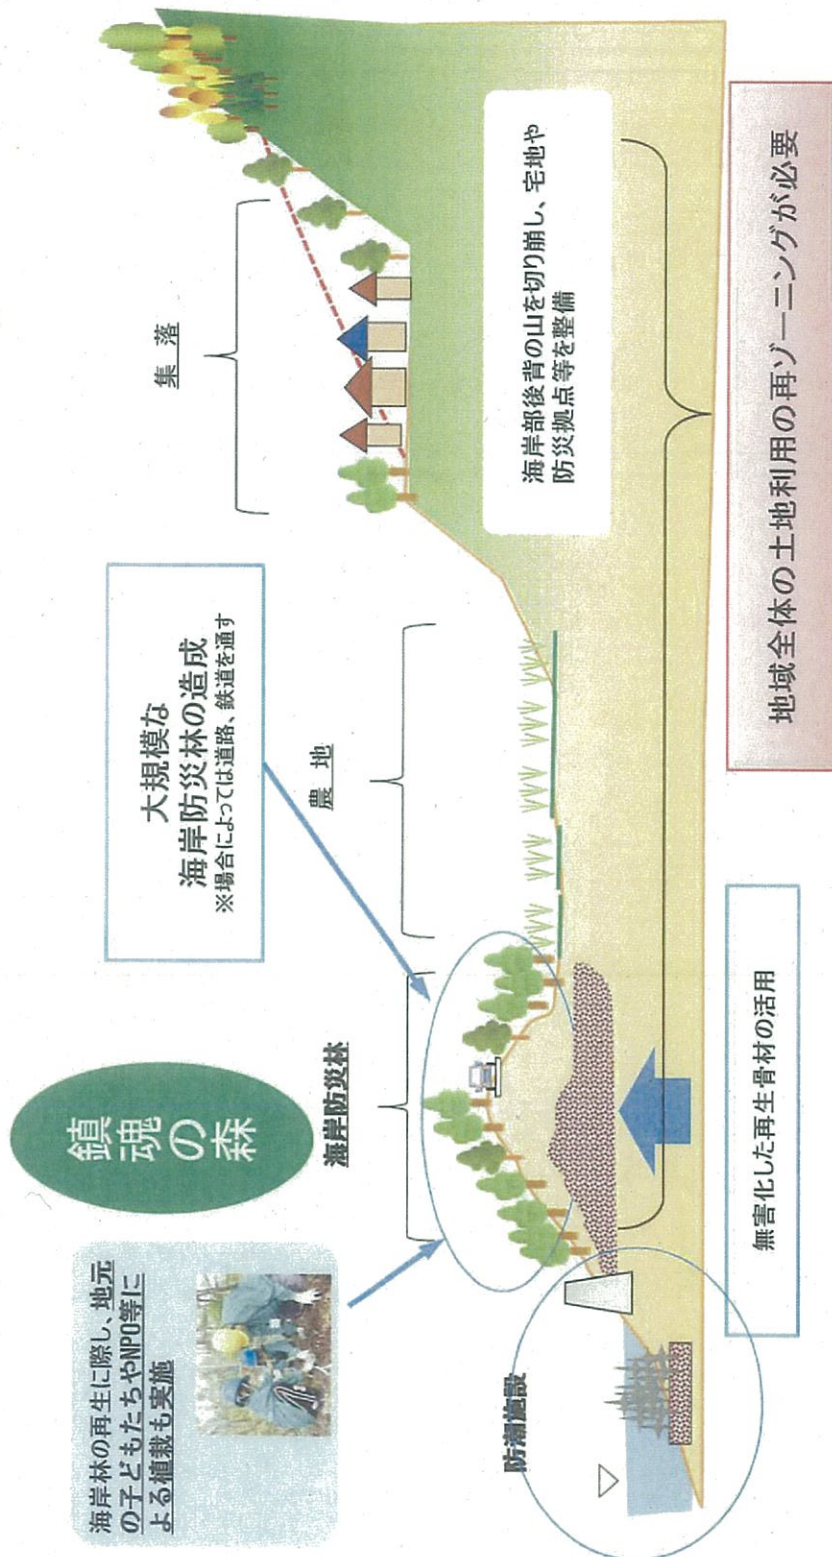 鎮魂の森
海岸林の再生に際し、地元
の子どもたちやNPO等に
よる植栽も実施
大規模な
海岸防災林の造成
※場合によっては道路、鉄道を通す
集 落
農 地
海岸防災林
防潮施設
海岸部後背の山を切り崩し、宅地や
防災拠点等を整備
無害化した再生骨材の活用
地域全体の土地利用の再ゾーニングが必要